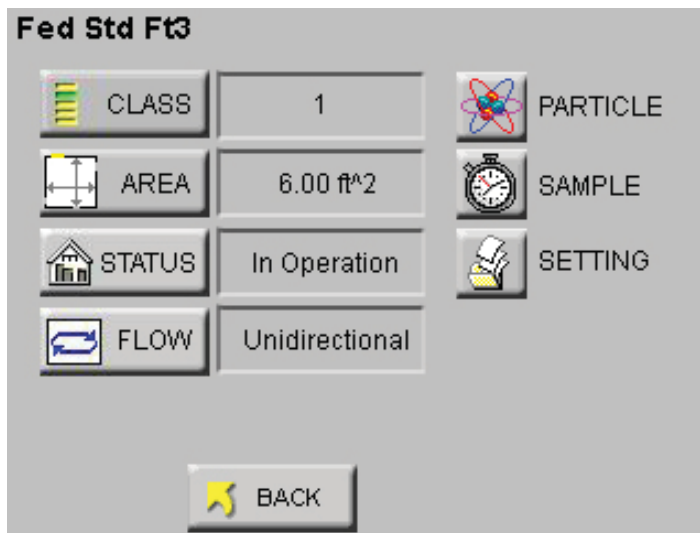 Fed Std Ft3
CLASS 1 PARTICLE
AREA 6.00 ft^2 SAMPLE
STATUS In Operation SETTING
FLOW Unidirectional
BACK